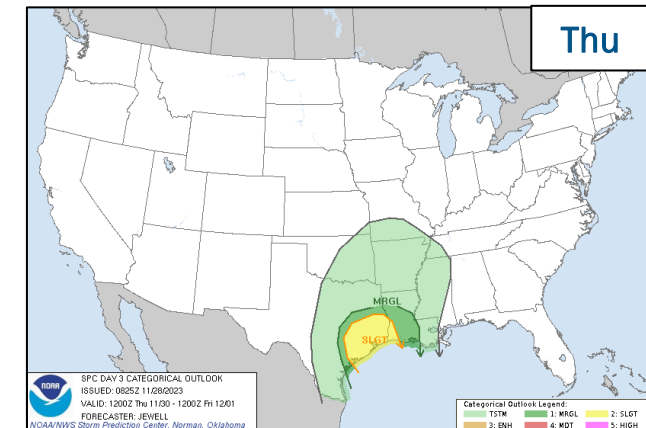 Thu
MRGL
SLGT
NOAA
SPC DAY 3 CATEGORICAL OUTLOOK
ISSUED: 0825Z 11/28/2023
VALID: 1200Z Thu 11/30 - 1200Z Fri 12/01
FORECASTER: JEWELL
NOAA/NWS Storm Prediction Center, Norman, Oklahoma
Categorical Outlook Legend:
TSTM 1: MRGL 2: SLGT
3: ENH 4: MDT 5: HIGH